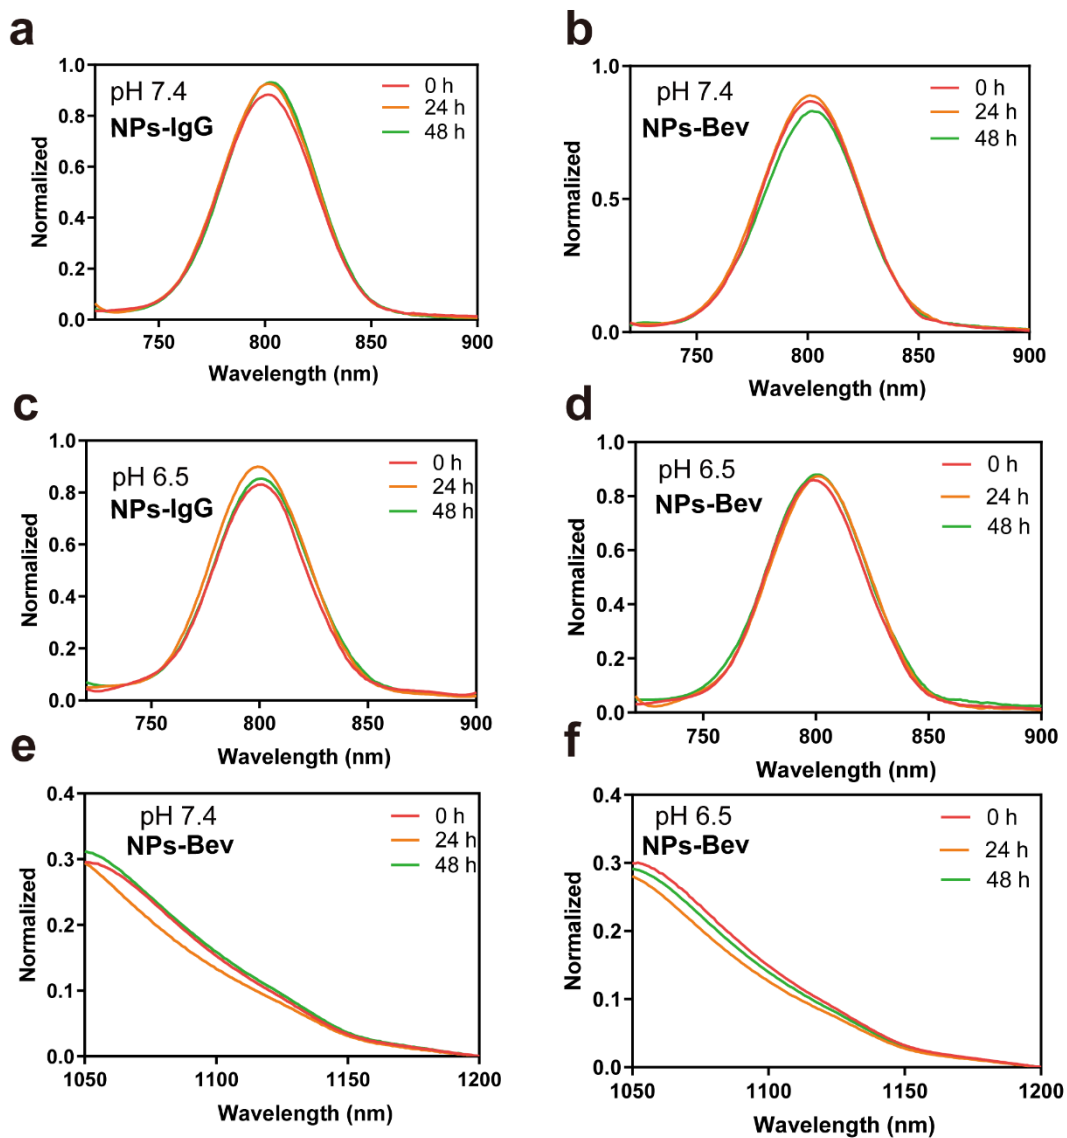 a
1.0
0.8
0.6
0.4
0.2
0.0
Normalized
pH 7.4
NPs-IgG
0 h
24 h
48 h
750
800
850
900
Wavelength (nm)
b
1.0
0.5
0.0
Normalized
pH 7.4
NPs-Bev
0 h
24 h
48 h
750
800
850
900
Wavelength (nm)
c
1.0
0.8
0.6
0.4
0.2
0.0
Normalized
pH 6.5
NPs-IgG
0 h
24 h
48 h
750
800
850
900
Wavelength (nm)
d
1.0
0.8
0.6
0.4
0.2
0.0
Normalized
pH 6.5
NPs-Bev
0 h
24 h
48 h
750
800
850
900
Wavelength (nm)
e
0.4
0.3
0.2
0.1
0.0
Normalized
pH 7.4
NPs-Bev
0 h
24 h
48 h
1050
1100
1150
1200
Wavelength (nm)
f
0.4
0.3
0.2
0.1
0.0
Normalized
pH 6.5
NPs-Bev
0 h
24 h
48 h
1050
1100
1150
1200
Wavelength (nm)